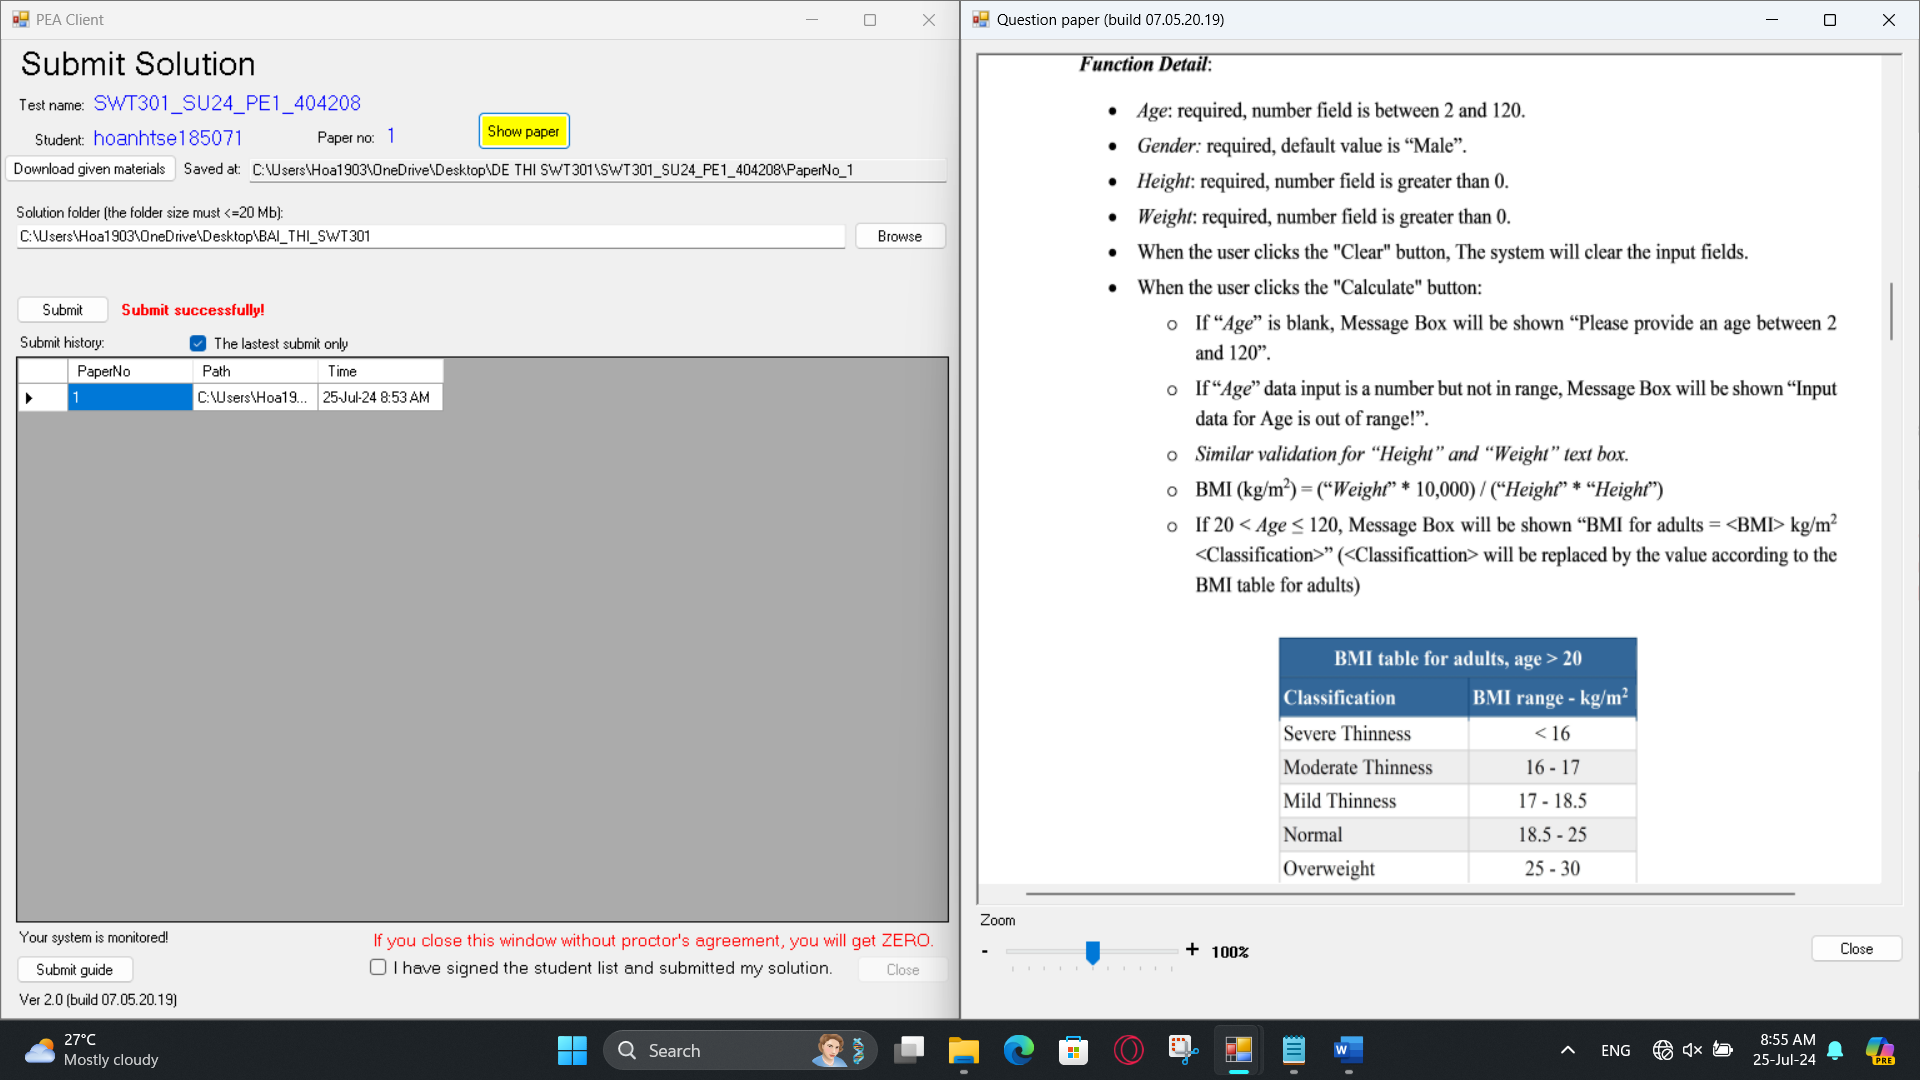 PEA Client
Submit Solution
Test name: SWT301_SU24_PE1_404208
Student: hoanhtse185071 Paper no: 1
Show paper
Download given materials Saved at: C:\Users\Hoa1903\OneDrive\Desktop\DE THI SWT301\SWT301_SU24_PE1_404208\PaperNo_1
Solution folder (the folder size must <=20 Mb):
C:\Users\Hoa1903\OneDrive\Desktop\BAI_THI_SWT301
Browse
Submit Submit successfully!
Submit history: The lastest submit only
PaperNo Path Time
1 C:\Users\Hoa19... 25-Jul-24 8:53 AM
Your system is monitored!
If you close this window without proctor's agreement, you will get ZERO.
Submit guide
I have signed the student list and submitted my solution.
Close
Ver 2.0 (build 07.05.20.19)
Question paper (build 07.05.20.19)
Function Detail:
• Age: required, number field is between 2 and 120.
• Gender: required, default value is “Male”.
• Height: required, number field is greater than 0.
• Weight: required, number field is greater than 0.
• When the user clicks the "Clear" button, The system will clear the input fields.
• When the user clicks the "Calculate" button:
o If “Age” is blank, Message Box will be shown “Please provide an age between 2
and 120”.
o If “Age” data input is a number but not in range, Message Box will be shown “Input
data for Age is out of range!”.
o Similar validation for “Height” and “Weight” text box.
o BMI (kg/m²) = (“Weight” * 10,000) / (“Height” * “Height”)
o If 20 < Age ≤ 120, Message Box will be shown “BMI for adults = <BMI> kg/m²
<Classification>” (<Classificattion> will be replaced by the value according to the
BMI table for adults)
BMI table for adults, age > 20
Classification BMI range - kg/m²
Severe Thinness < 16
Moderate Thinness 16 - 17
Mild Thinness 17 - 18.5
Normal 18.5 - 25
Overweight 25 - 30
Zoom
- + 100%
Close
27°C
Mostly cloudy
Search
W
ENG
8:55 AM
25-Jul-24
PRE